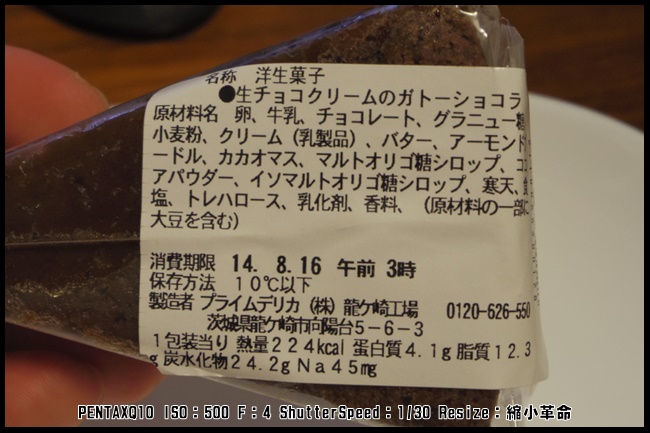 名称 洋生菓子
●生チョコクリームのガトーショコラ
原材料名 卵、牛乳、チョコレート、グラニュー糖
小麦粉、クリーム(乳製品)、バター、アーモンド
ードル、カカオマス、マルトオリゴ糖シロップ、ココ
アパウダー、イソマルトオリゴ糖シロップ、寒天、食
塩、トレハロース、乳化剤、香料、(原材料の一部に
大豆を含む)
消費期限 14. 8.16 午前 3時
保存方法 10℃以下
製造者 プライムデリカ(株)龍ケ崎工場 0120-626-550
茨城県龍ケ崎市向陽台5-6-3
1包装当り 熱量224kcal 蛋白質4.1g 脂質12.3
g 炭水化物24.2g Na45mg
PENTAXQ10 ISO:500 F:4 ShutterSpeed:1/30 Resize:縮小革命